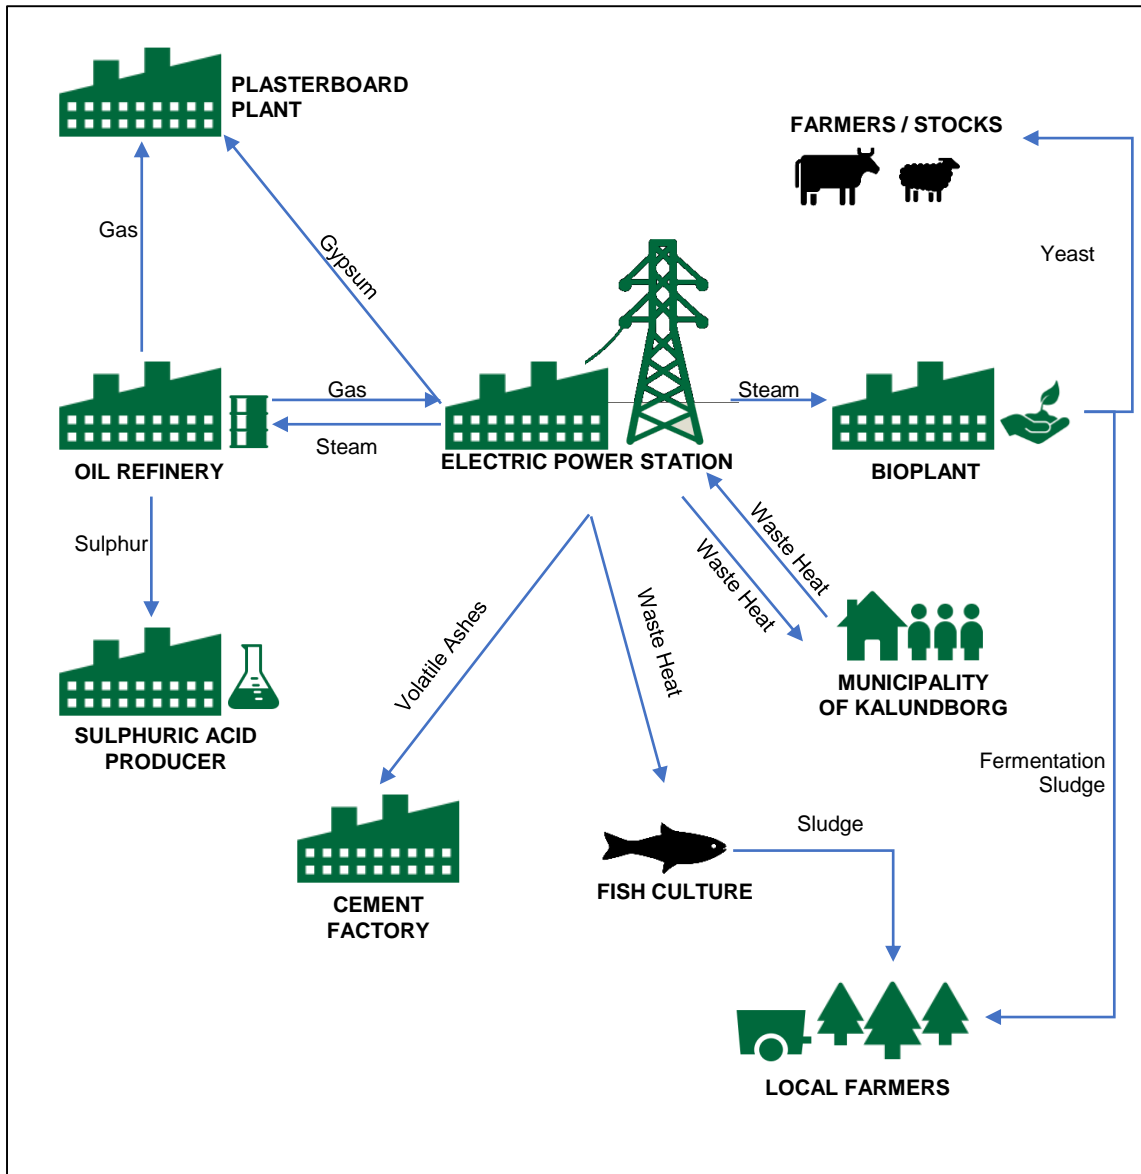 PLASTERBOARD
PLANT
FARMERS / STOCKS
Gas
Gypsum
Yeast
Gas
Steam
Steam
OIL REFINERY
ELECTRIC POWER STATION
BIOPLANT
Sulphur
Waste Heat
Waste Heat
Volatile Ashes
Waste Heat
MUNICIPALITY
OF KALUNDBORG
SULPHURIC ACID
PRODUCER
Fermentation
Sludge
Sludge
CEMENT
FACTORY
FISH CULTURE
LOCAL FARMERS